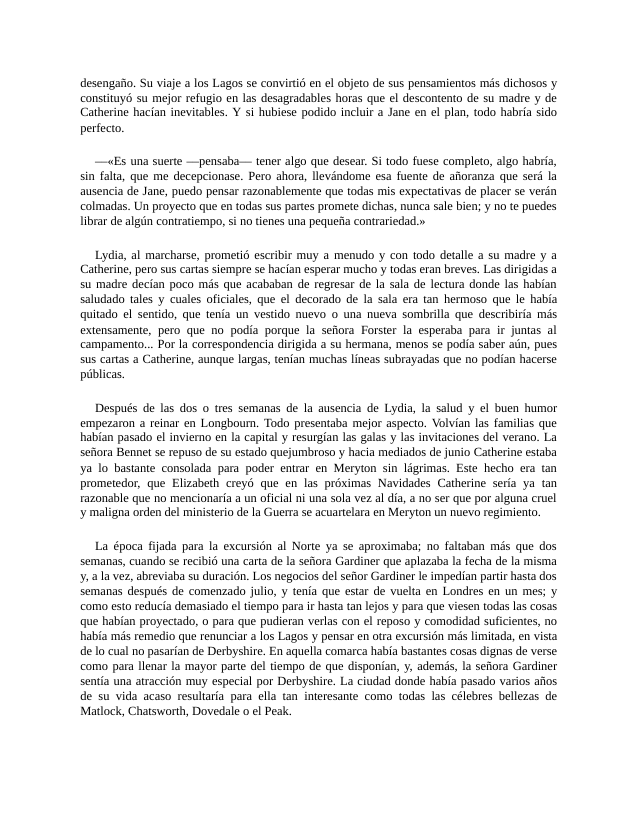 desengaño. Su viaje a los Lagos se convirtió en el objeto de sus pensamientos más dichosos y
constituyó su mejor refugio en las desagradables horas que el descontento de su madre y de
Catherine hacían inevitables. Y si hubiese podido incluir a Jane en el plan, todo habría sido
perfecto.
—«Es una suerte —pensaba— tener algo que desear. Si todo fuese completo, algo habría,
sin falta, que me decepcionase. Pero ahora, llevándome esa fuente de añoranza que será la
ausencia de Jane, puedo pensar razonablemente que todas mis expectativas de placer se verán
colmadas. Un proyecto que en todas sus partes promete dichas, nunca sale bien; y no te puedes
librar de algún contratiempo, si no tienes una pequeña contrariedad.»
Lydia, al marcharse, prometió escribir muy a menudo y con todo detalle a su madre y a
Catherine, pero sus cartas siempre se hacían esperar mucho y todas eran breves. Las dirigidas a
su madre decían poco más que acababan de regresar de la sala de lectura donde las habían
saludado tales y cuales oficiales, que el decorado de la sala era tan hermoso que le había
quitado el sentido, que tenía un vestido nuevo o una nueva sombrilla que describiría más
extensamente, pero que no podía porque la señora Forster la esperaba para ir juntas al
campamento... Por la correspondencia dirigida a su hermana, menos se podía saber aún, pues
sus cartas a Catherine, aunque largas, tenían muchas líneas subrayadas que no podían hacerse
públicas.
Después de las dos o tres semanas de la ausencia de Lydia, la salud y el buen humor
empezaron a reinar en Longbourn. Todo presentaba mejor aspecto. Volvían las familias que
habían pasado el invierno en la capital y resurgían las galas y las invitaciones del verano. La
señora Bennet se repuso de su estado quejumbroso y hacia mediados de junio Catherine estaba
ya lo bastante consolada para poder entrar en Meryton sin lágrimas. Este hecho era tan
prometedor, que Elizabeth creyó que en las próximas Navidades Catherine sería ya tan
razonable que no mencionaría a un oficial ni una sola vez al día, a no ser que por alguna cruel
y maligna orden del ministerio de la Guerra se acuartelara en Meryton un nuevo regimiento.
La época fijada para la excursión al Norte ya se aproximaba; no faltaban más que dos
semanas, cuando se recibió una carta de la señora Gardiner que aplazaba la fecha de la misma
y, a la vez, abreviaba su duración. Los negocios del señor Gardiner le impedían partir hasta dos
semanas después de comenzado julio, y tenía que estar de vuelta en Londres en un mes; y
como esto reducía demasiado el tiempo para ir hasta tan lejos y para que viesen todas las cosas
que habían proyectado, o para que pudieran verlas con el reposo y comodidad suficientes, no
había más remedio que renunciar a los Lagos y pensar en otra excursión más limitada, en vista
de lo cual no pasarían de Derbyshire. En aquella comarca había bastantes cosas dignas de verse
como para llenar la mayor parte del tiempo de que disponían, y, además, la señora Gardiner
sentía una atracción muy especial por Derbyshire. La ciudad donde había pasado varios años
de su vida acaso resultaría para ella tan interesante como todas las célebres bellezas de
Matlock, Chatsworth, Dovedale o el Peak.